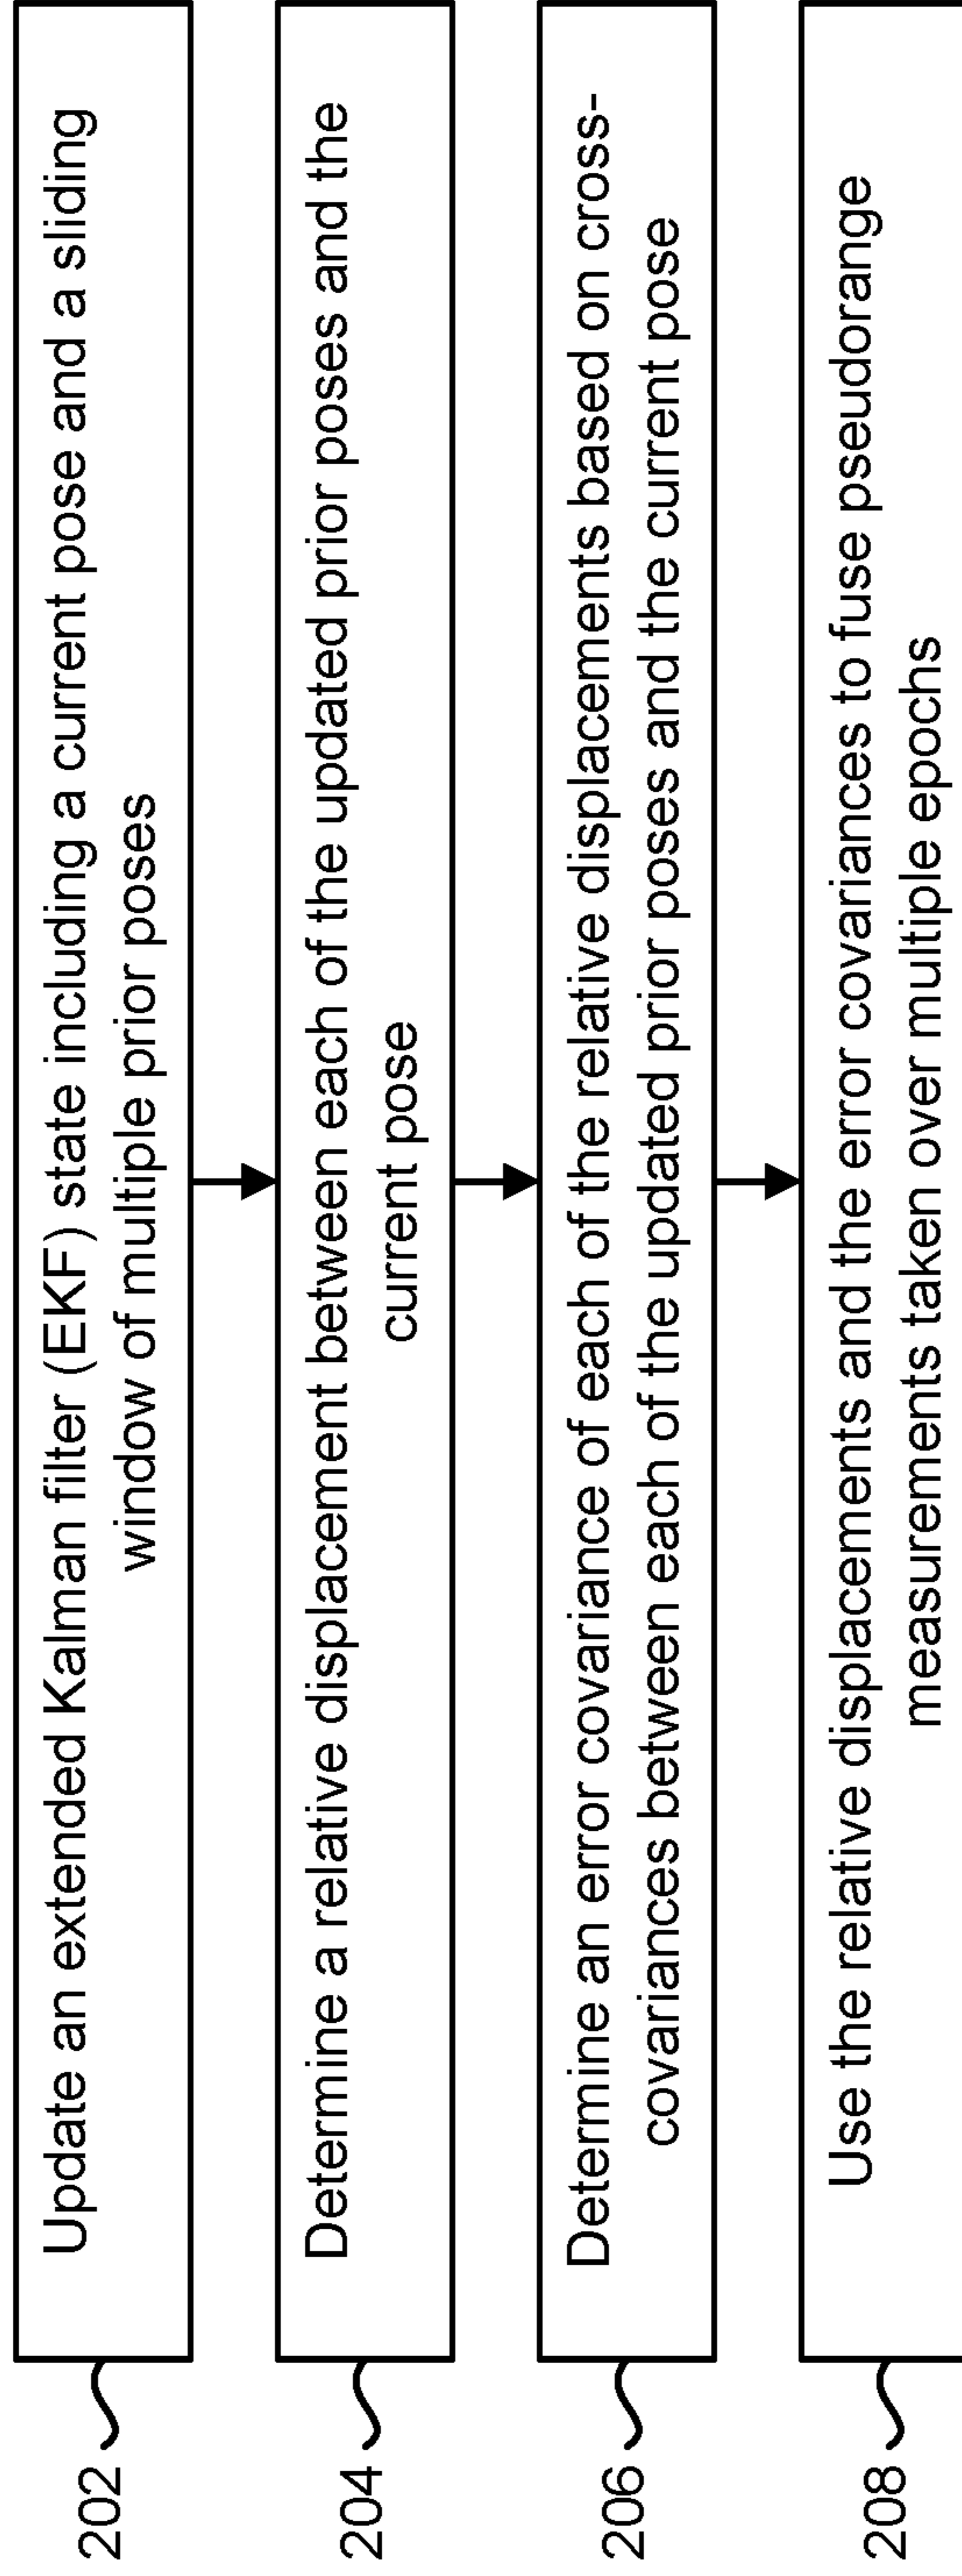 202
Update an extended Kalman filter (EKF) state including a current pose and a sliding
window of multiple prior poses
204
Determine a relative displacement between each of the updated prior poses and the
current pose
206
Determine an error covariance of each of the relative displacements based on cross-
covariances between each of the updated prior poses and the current pose
208
Use the relative displacements and the error covariances to fuse pseudorange
measurements taken over multiple epochs